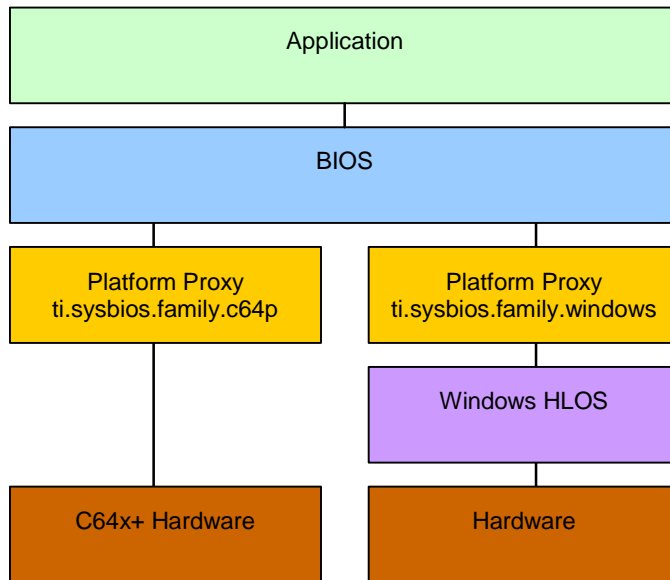 Application
BIOS
Platform Proxy
ti.sysbios.family.c64p
Platform Proxy
ti.sysbios.family.windows
Windows HLOS
C64x+ Hardware
Hardware